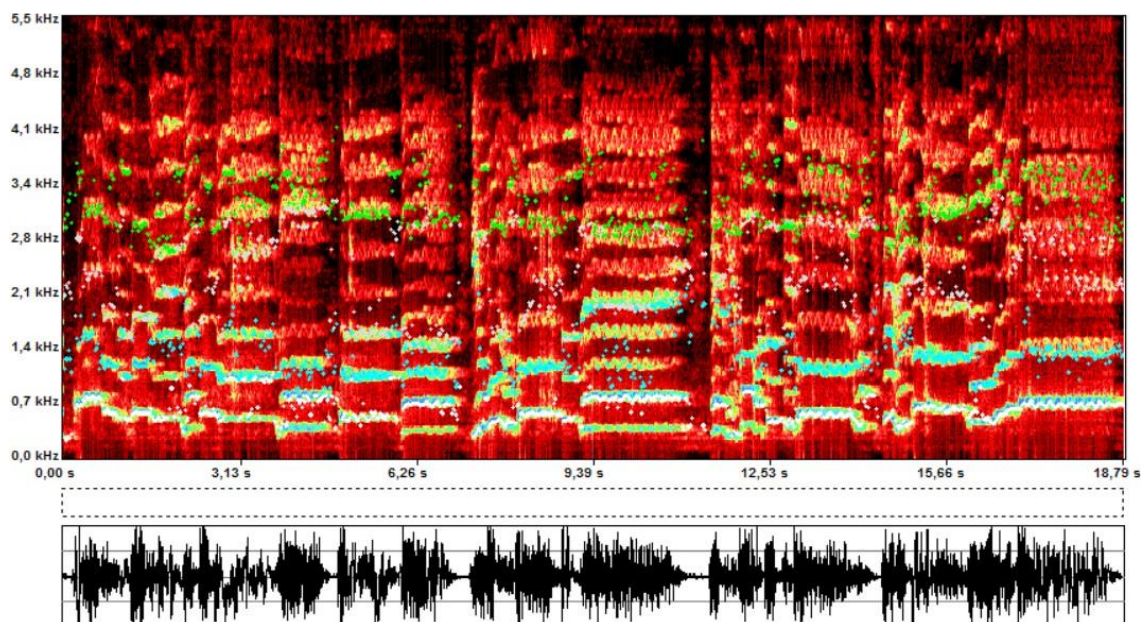 5,5 kHz
4,8 kHz
4,1 kHz
3,4 kHz
2,8 kHz
2,1 kHz
1,4 kHz
0,7 kHz
0,0 kHz
0,00 s 3,13 s 6,26 s 9,39 s 12,53 s 15,66 s 18,79 s